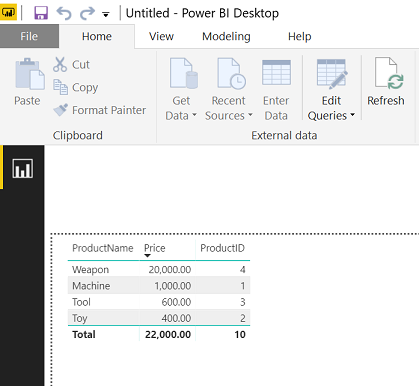 Untitled - Power BI Desktop
File Home View Modeling Help
Paste
Cut
Copy
Format Painter
Clipboard
Get Data
Recent Sources
Enter Data
Edit Queries
Refresh
External data
ProductName Price ProductID
Weapon 20,000.00 4
Machine 1,000.00 1
Tool 600.00 3
Toy 400.00 2
Total 22,000.00 10